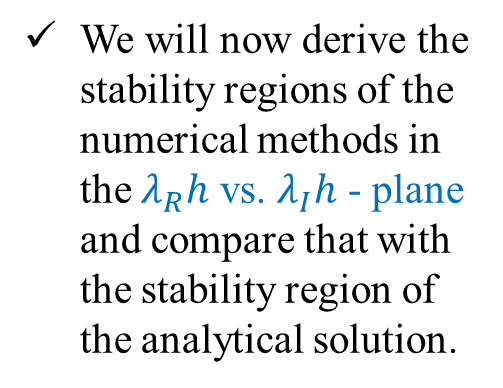 ✓ We will now derive the
stability regions of the
numerical methods in
the 𝜆_R h vs. 𝜆_I h - plane
and compare that with
the stability region of
the analytical solution.